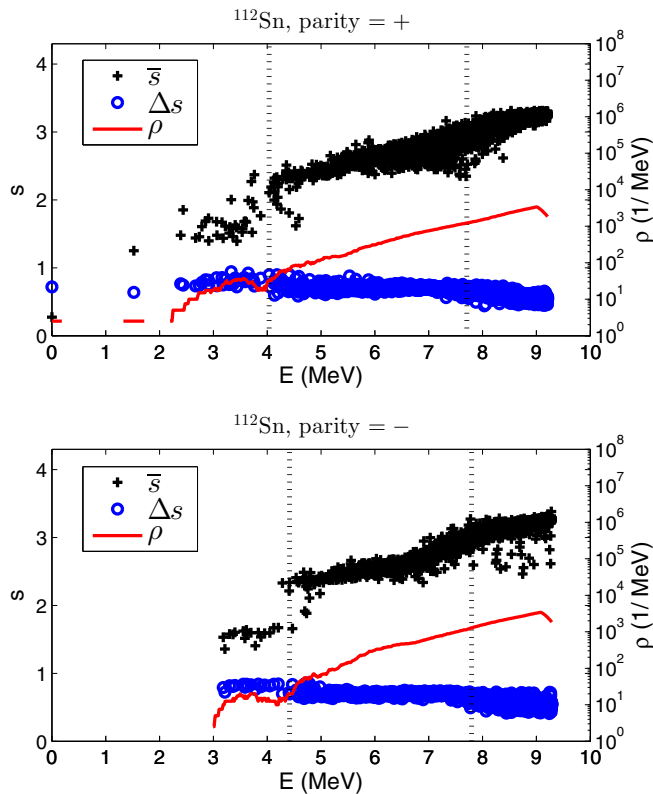 ¹¹²Sn, parity = +
s̅
Δs
ρ
s
4
3
2
1
0
10⁸
10⁷
10⁶
10⁵
10⁴
10³
10²
10¹
10⁰
ρ (1/ MeV)
0 1 2 3 4 5 6 7 8 9 10
E (MeV)
¹¹²Sn, parity = −
s̅
Δs
ρ
s
4
3
2
1
0
10⁸
10⁷
10⁶
10⁵
10⁴
10³
10²
10¹
10⁰
ρ (1/ MeV)
0 1 2 3 4 5 6 7 8 9 10
E (MeV)